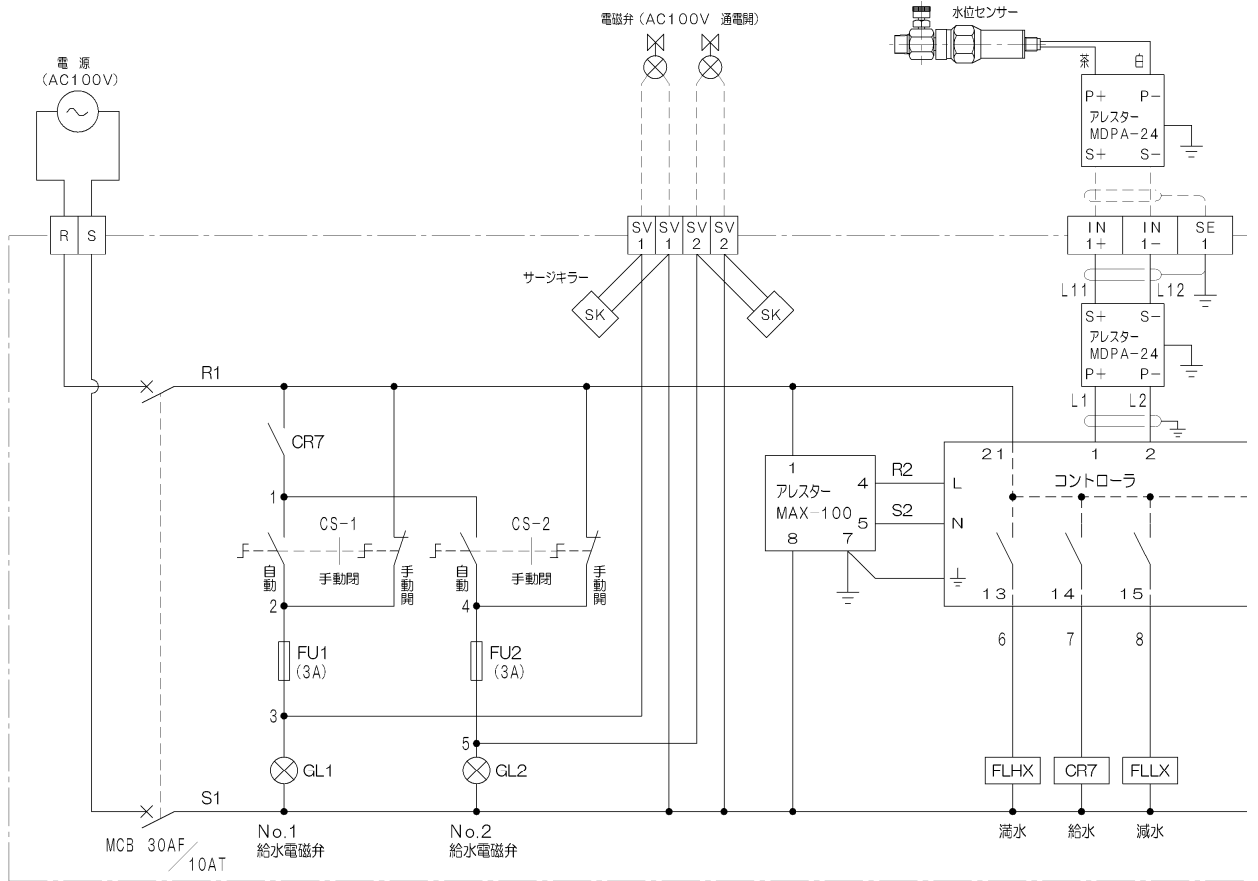 電磁弁（AC100V 通電開）
水位センサー
電 源
(AC100V)
茶 白
P+ P-
アレスター
MDPA-24
S+ S-
R S
SV 1
SV 1
SV 2
SV 2
IN 1+
IN 1-
SE 1
サージキラー
SK SK
L11 L12
S+ S-
アレスター
MDPA-24
P+ P-
R1
L1 L2
CR7
1
CS-1
自動
手動閉
手動開
2
CS-2
自動
手動閉
手動開
4
1
アレスター
MAX-100
4
5
8 7
R2
S2
21 1 2
コントローラ
L
N
13 14 15
6 7 8
FU1
(3A)
FU2
(3A)
3
5
GL1
GL2
FLHX CR7 FLLX
S1
MCB 30AF/10AT
No.1
給水電磁弁
No.2
給水電磁弁
満水 給水 減水